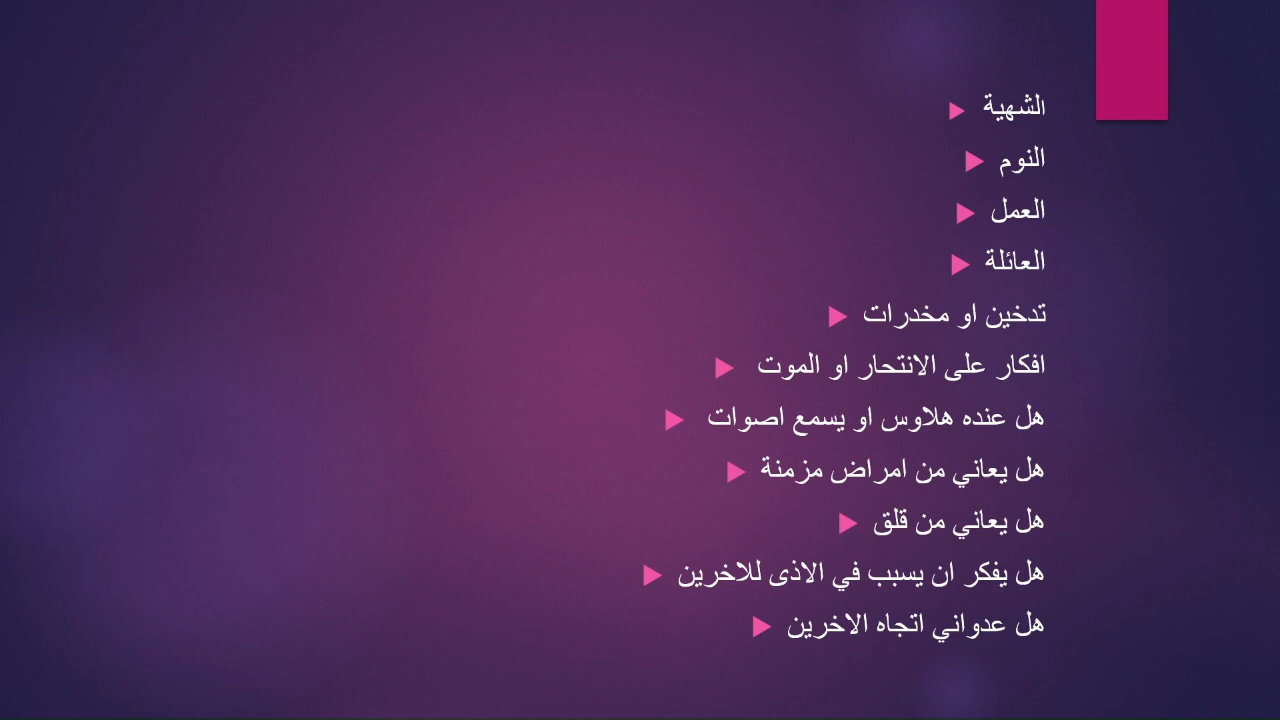 الشهية
النوم
العمل
العائلة
تدخين او مخدرات
افكار على الانتحار او الموت
هل عنده هلاوس او يسمع اصوات
هل يعاني من امراض مزمنة
هل يعاني من قلق
هل يفكر ان يسبب في الاذى للاخرين
هل عدواني اتجاه الاخرين